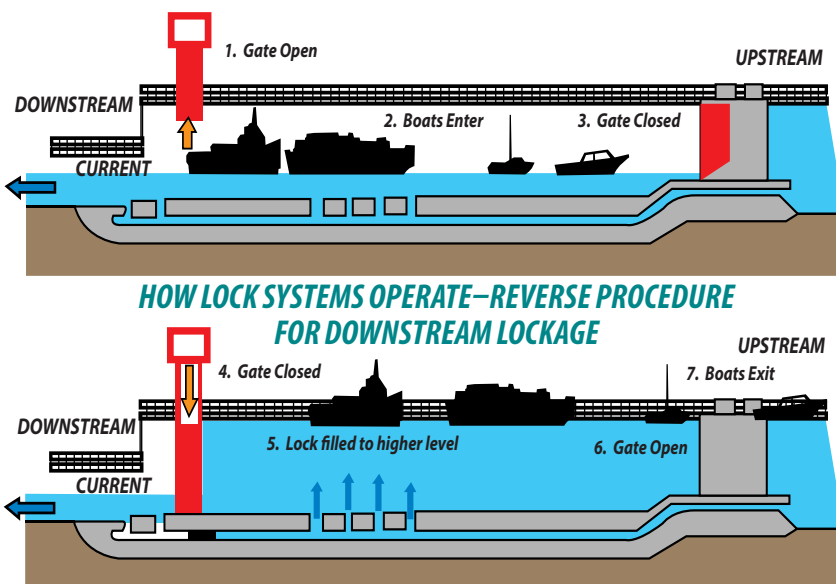 1. Gate Open
UPSTREAM
DOWNSTREAM
2. Boats Enter
3. Gate Closed
CURRENT
HOW LOCK SYSTEMS OPERATE–REVERSE PROCEDURE
FOR DOWNSTREAM LOCKAGE
UPSTREAM
4. Gate Closed
7. Boats Exit
DOWNSTREAM
5. Lock filled to higher level
6. Gate Open
CURRENT